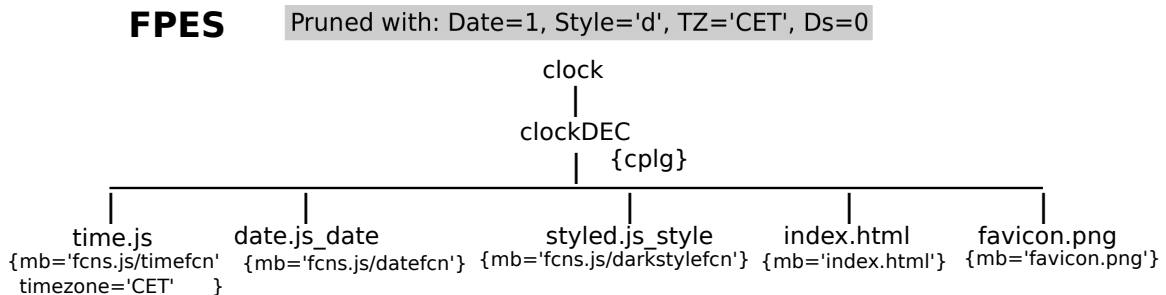 FPES Pruned with: Date=1, Style='d', TZ='CET', Ds=0
clock
clockDEC
{cplg}
time.js date.js_date styled.js_style index.html favicon.png
{mb='fcns.js/timefcn' {mb='fcns.js/datefcn'} {mb='fcns.js/darkstylefcn'} {mb='index.html'} {mb='favicon.png'}
timezone='CET' }